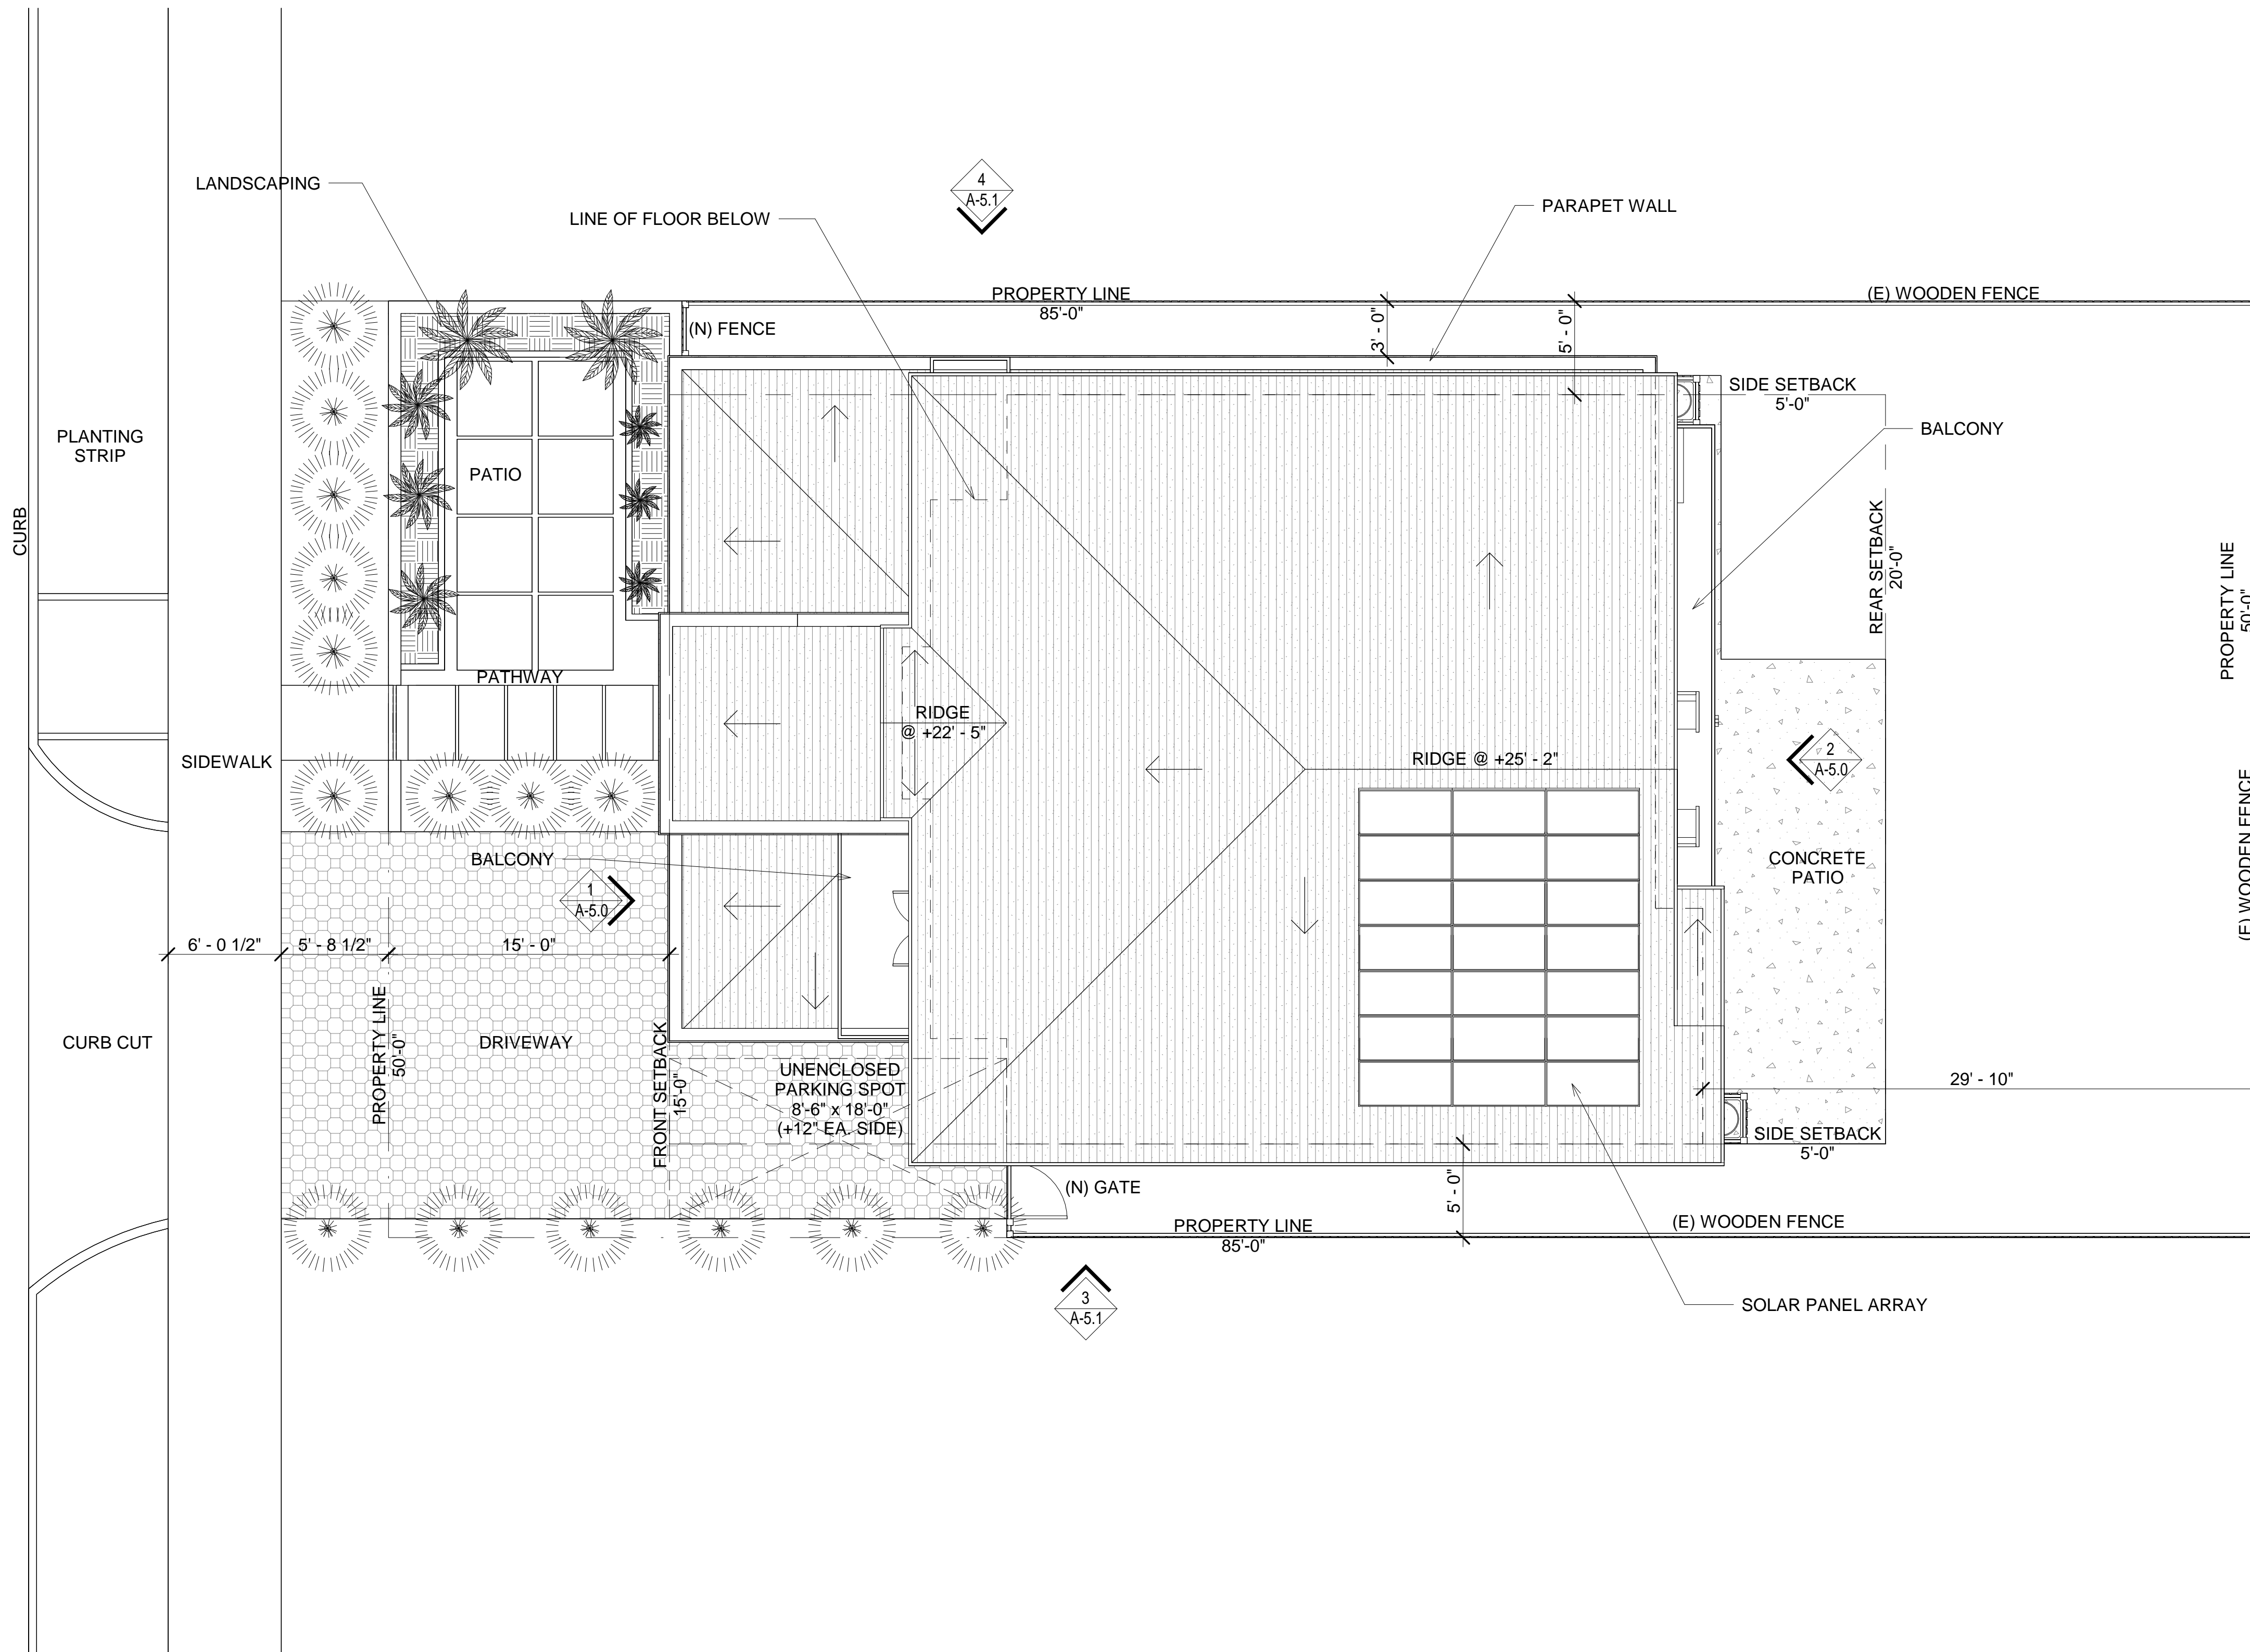 LANDSCAPING
LINE OF FLOOR BELOW
4
A-5.1
PARAPET WALL
PROPERTY LINE
85'-0"
(E) WOODEN FENCE
(N) FENCE
3' - 0"
5' - 0"
SIDE SETBACK
5'-0"
BALCONY
PLANTING
STRIP
PATIO
CURB
REAR SETBACK
20'-0"
PROPERTY LINE
50'-0"
PATHWAY
RIDGE
@ +22' - 5"
SIDEWALK
RIDGE @ +25' - 2"
2
A-5.0
BALCONY
1
A-5.0
CONCRETE
PATIO
(E) WOODEN FENCE
6' - 0 1/2"
5' - 8 1/2"
15' - 0"
CURB CUT
PROPERTY LINE
50'-0"
DRIVEWAY
FRONT SETBACK
15'-0"
UNENCLOSED
PARKING SPOT
8'-6" x 18'-0"
(+12" EA. SIDE)
29' - 10"
SIDE SETBACK
5'-0"
(N) GATE
5' - 0"
PROPERTY LINE
85'-0"
(E) WOODEN FENCE
3
A-5.1
SOLAR PANEL ARRAY